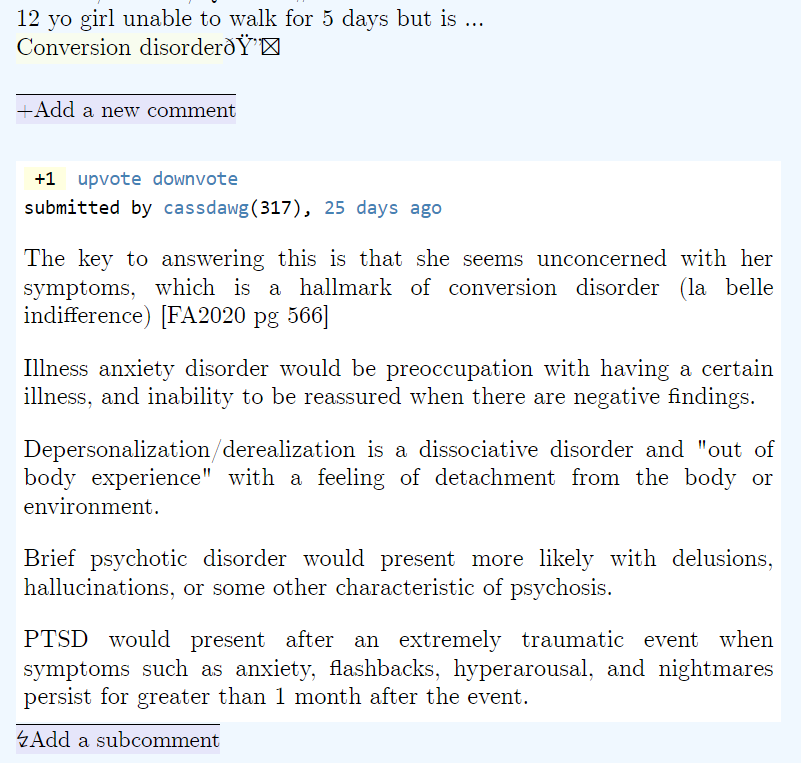 12 yo girl unable to walk for 5 days but is ...
Conversion disorderðŸ”
+Add a new comment
+1 upvote downvote
submitted by cassdawg(317), 25 days ago
The key to answering this is that she seems unconcerned with her
symptoms, which is a hallmark of conversion disorder (la belle
indifference) [FA2020 pg 566]
Illness anxiety disorder would be preoccupation with having a certain
illness, and inability to be reassured when there are negative findings.
Depersonalization/derealization is a dissociative disorder and "out of
body experience" with a feeling of detachment from the body or
environment.
Brief psychotic disorder would present more likely with delusions,
hallucinations, or some other characteristic of psychosis.
PTSD would present after an extremely traumatic event when
symptoms such as anxiety, flashbacks, hyperarousal, and nightmares
persist for greater than 1 month after the event.
↯Add a subcomment